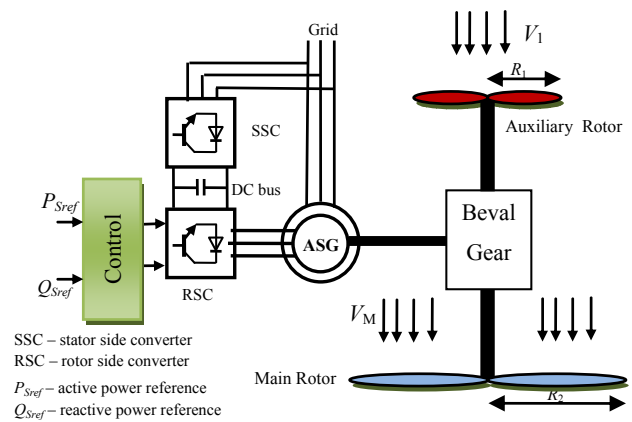 Grid
V1
R1
SSC
Auxiliary Rotor
DC bus
PSref
Control
ASG
Beval
Gear
QSref
RSC
VM
SSC – stator side converter
RSC – rotor side converter
PSref – active power reference
QSref – reactive power reference
Main Rotor
R2